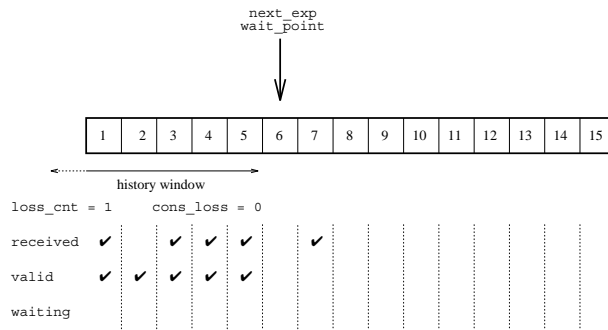 next_exp
wait_point
1 2 3 4 5 6 7 8 9 10 11 12 13 14 15
history window
loss_cnt = 1 cons_loss = 0
received ✔ ✔ ✔ ✔ ✔
valid ✔ ✔ ✔ ✔ ✔
waiting